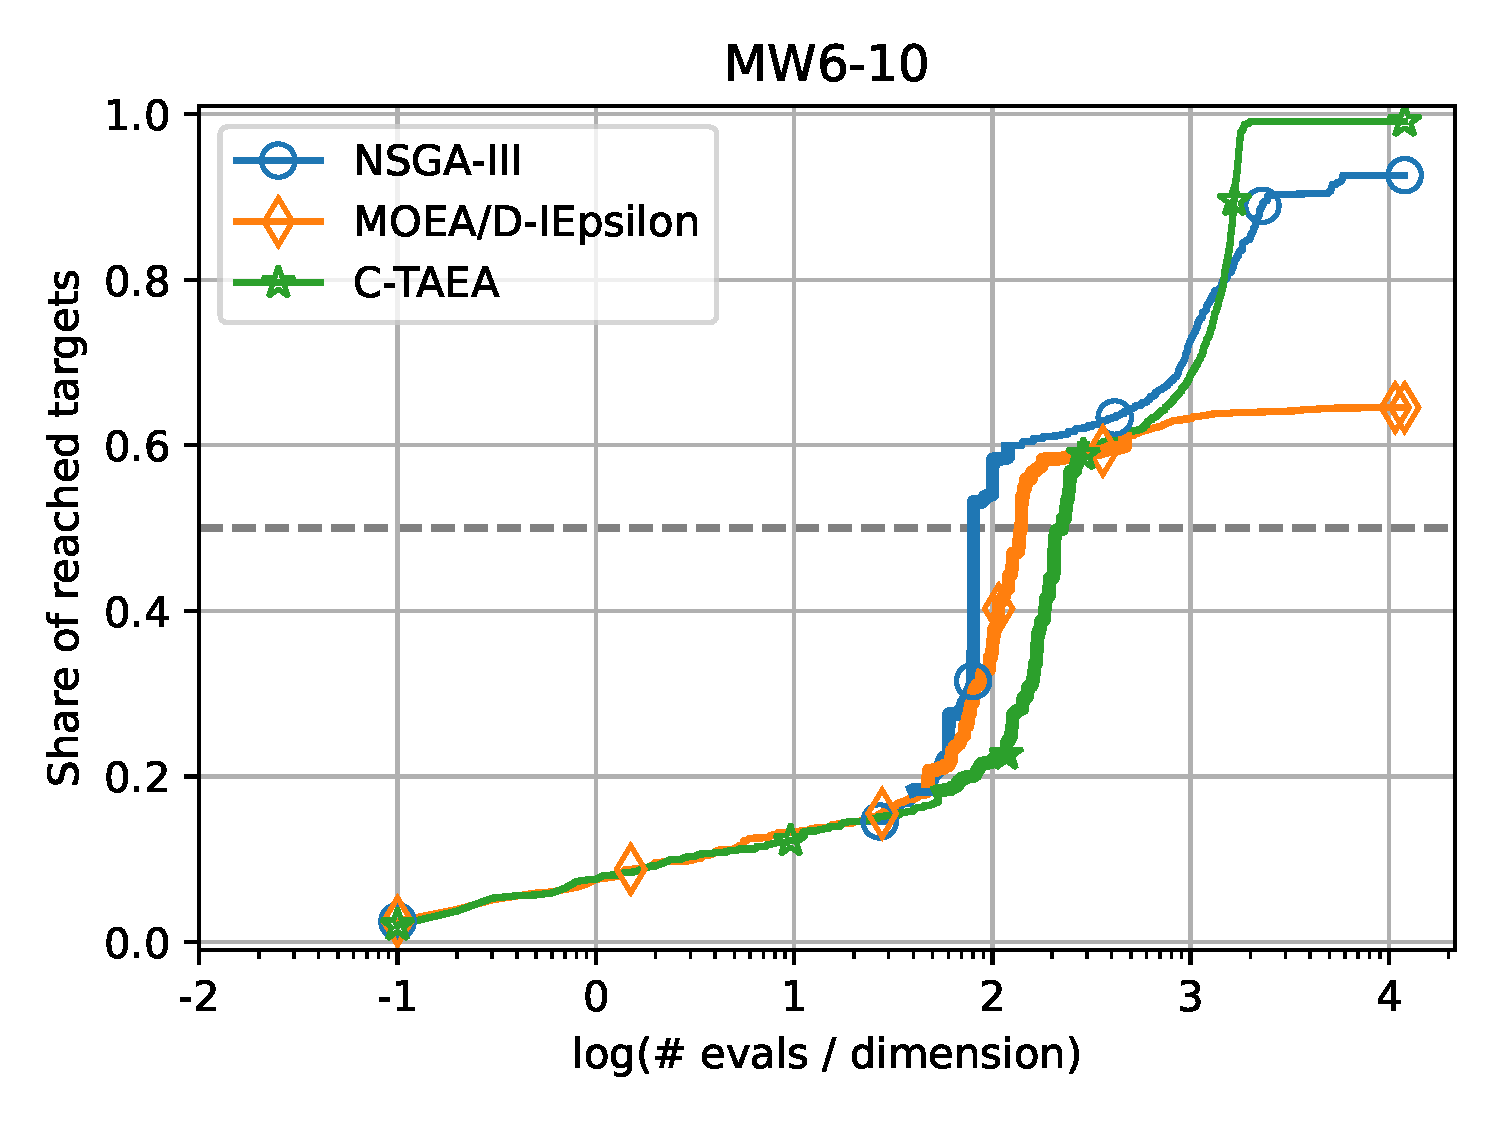 MW6-10
1.0
0.8
0.6
0.4
0.2
0.0
Share of reached targets
NSGA-III
MOEA/D-IEpsilon
C-TAEA
-2 -1 0 1 2 3 4
log(# evals / dimension)